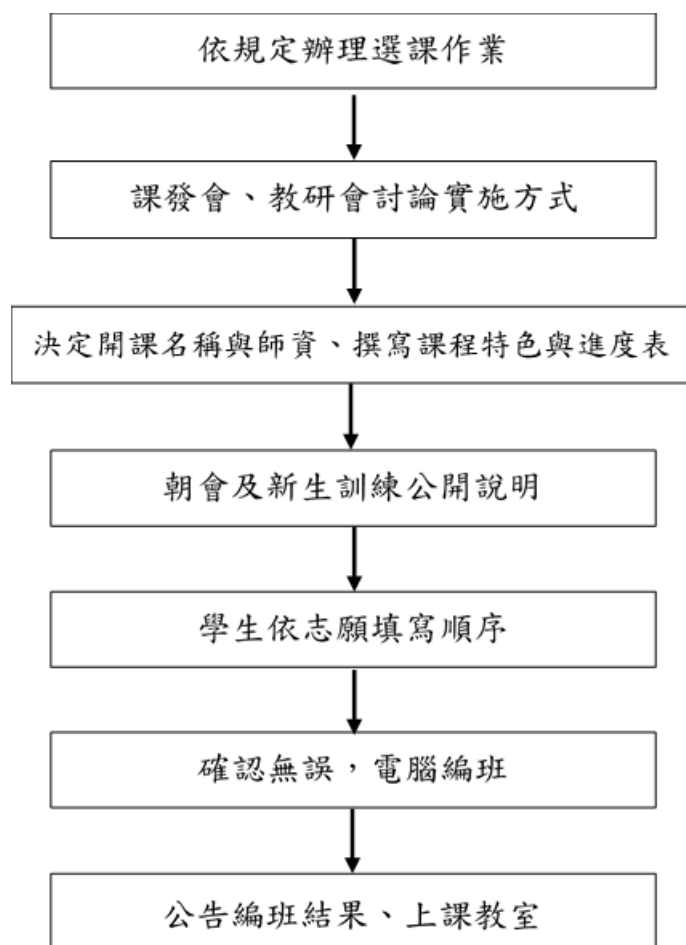 依規定辦理選課作業
課發會、教研會討論實施方式
決定開課名稱與師資、撰寫課程特色與進度表
朝會及新生訓練公開說明
學生依志願填寫順序
確認無誤，電腦編班
公告編班結果、上課教室